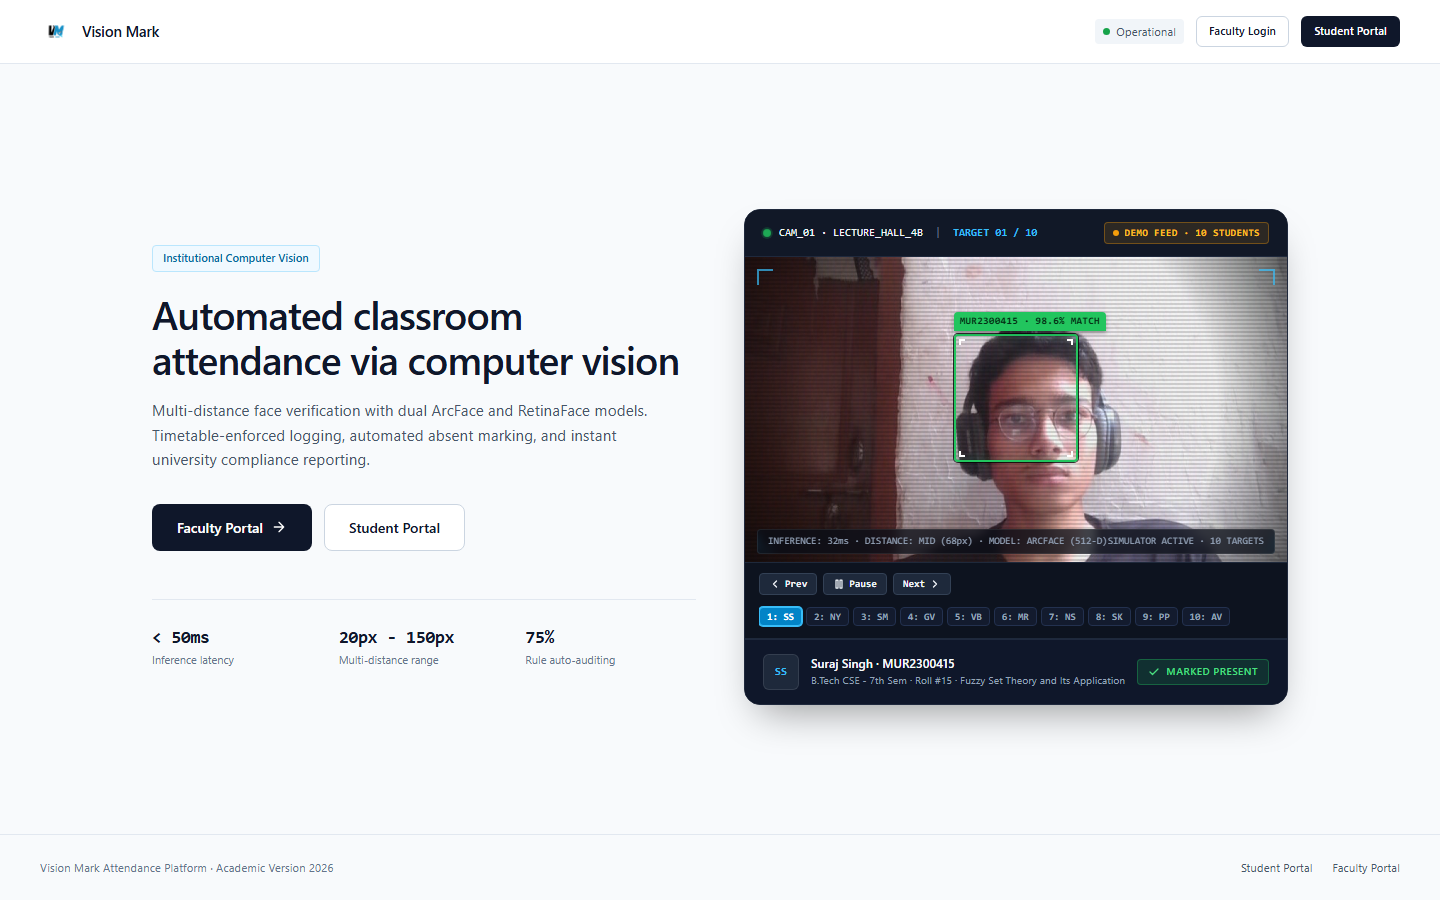 VM
Vision Mark
Operational
Faculty Login
Student Portal
Institutional Computer Vision
Automated classroom
attendance via computer vision
Multi-distance face verification with dual ArcFace and RetinaFace models.
Timetable-enforced logging, automated absent marking, and instant
university compliance reporting.
Faculty Portal →
Student Portal
< 50ms
Inference latency
20px - 150px
Multi-distance range
75%
Rule auto-auditing
CAM_01 · LECTURE_HALL_4B | TARGET 01 / 10
DEMO FEED · 10 STUDENTS
MUR2300415 · 98.6% MATCH
INFERENCE: 32ms · DISTANCE: MID (68px) · MODEL: ARCFACE (512-D)SIMULATOR ACTIVE · 10 TARGETS
Prev
Pause
Next
1: SS
2: NY
3: SM
4: GV
5: VB
6: MR
7: NS
8: SK
9: PP
10: AV
SS
Suraj Singh · MUR2300415
B.Tech CSE - 7th Sem · Roll #15 · Fuzzy Set Theory and Its Application
MARKED PRESENT
Vision Mark Attendance Platform · Academic Version 2026
Student Portal
Faculty Portal